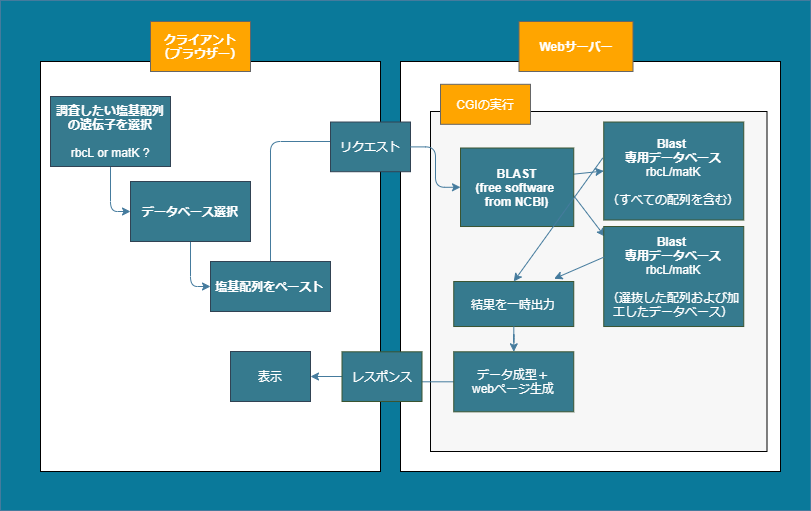 クライアント
（ブラウザー）
調査したい塩基配列
の遺伝子を選択
rbcL or matK ?
データベース選択
塩基配列をペースト
リクエスト
表示
レスポンス
Webサーバー
CGIの実行
BLAST
(free software
from NCBI)
Blast
専用データベース
rbcL/matK
（すべての配列を含む）
Blast
専用データベース
rbcL/matK
（選抜した配列および加
工したデータベース）
結果を一時出力
データ成型＋
webページ生成